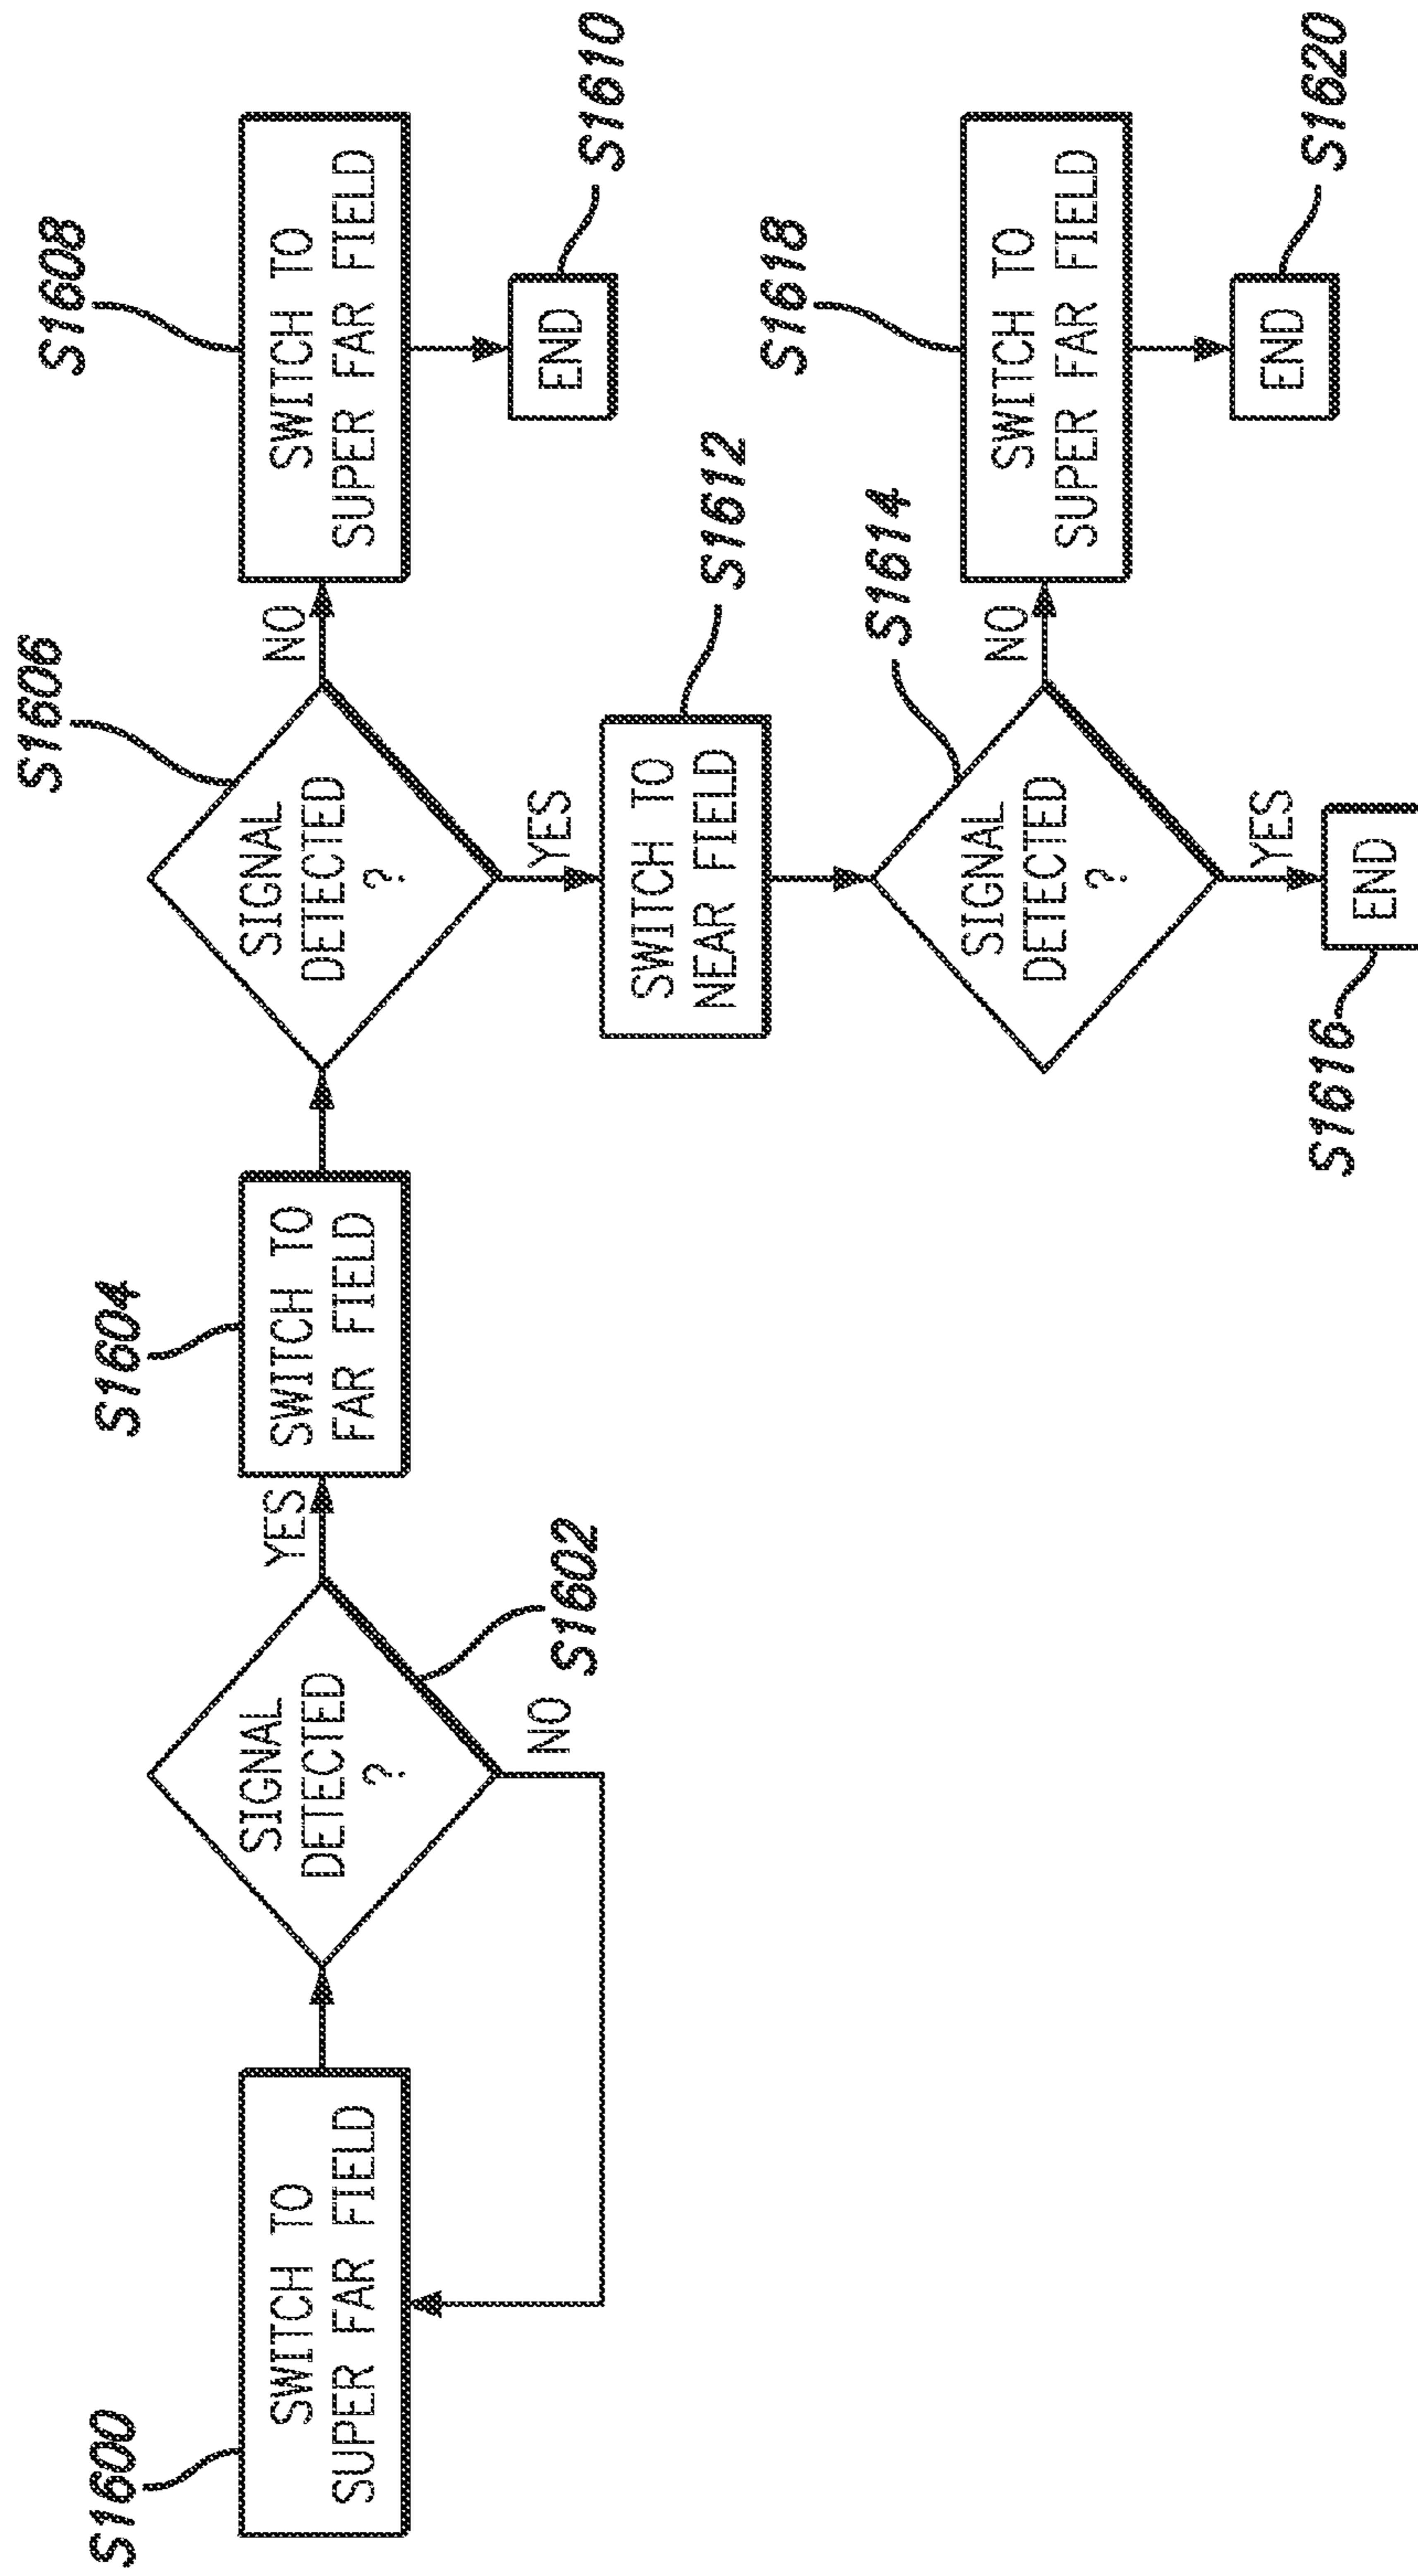 S1600
SWITCH TO
SUPER FAR FIELD
SIGNAL
DETECTED
?
S1602
NO
YES
S1604
SWITCH TO
FAR FIELD
S1606
SIGNAL
DETECTED
?
NO
S1608
SWITCH TO
SUPER FAR FIELD
END
S1610
YES
SWITCH TO
NEAR FIELD
S1612
SIGNAL
DETECTED
?
S1614
NO
S1618
SWITCH TO
SUPER FAR FIELD
END
S1620
YES
S1616
END